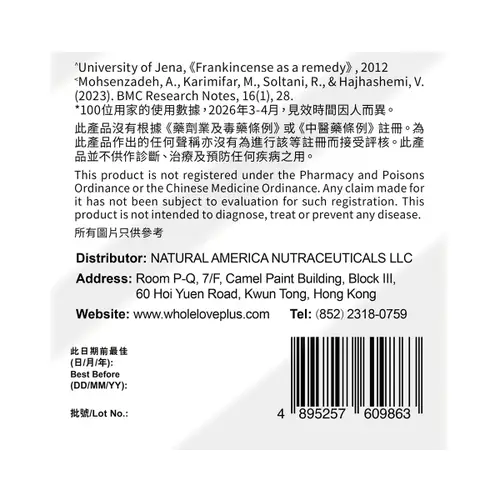 ^University of Jena,《Frankincense as a remedy》, 2012
<Mohsenzadeh, A., Karimifar, M., Soltani, R., & Hajhashemi, V.
(2023). BMC Research Notes, 16(1), 28.
*100位用家的使用數據，2026年3-4月，見效時間因人而異。
此產品沒有根據《藥劑業及毒藥條例》或《中醫藥條例》註冊。為
此產品作出的任何聲稱亦沒有為進行該等註冊而接受評核。此產
品並不供作診斷、治療及預防任何疾病之用。
This product is not registered under the Pharmacy and Poisons
Ordinance or the Chinese Medicine Ordinance. Any claim made for
it has not been subject to evaluation for such registration. This
product is not intended to diagnose, treat or prevent any disease.
所有圖片只供參考
Distributor: NATURAL AMERICA NUTRACEUTICALS LLC
Address: Room P-Q, 7/F, Camel Paint Building, Block III,
60 Hoi Yuen Road, Kwun Tong, Hong Kong
Website: www.wholeloveplus.com Tel: (852) 2318-0759
此日期前最佳
(日/月/年):
Best Before
(DD/MM/YY):
批號/Lot No.:
4 895257 609863